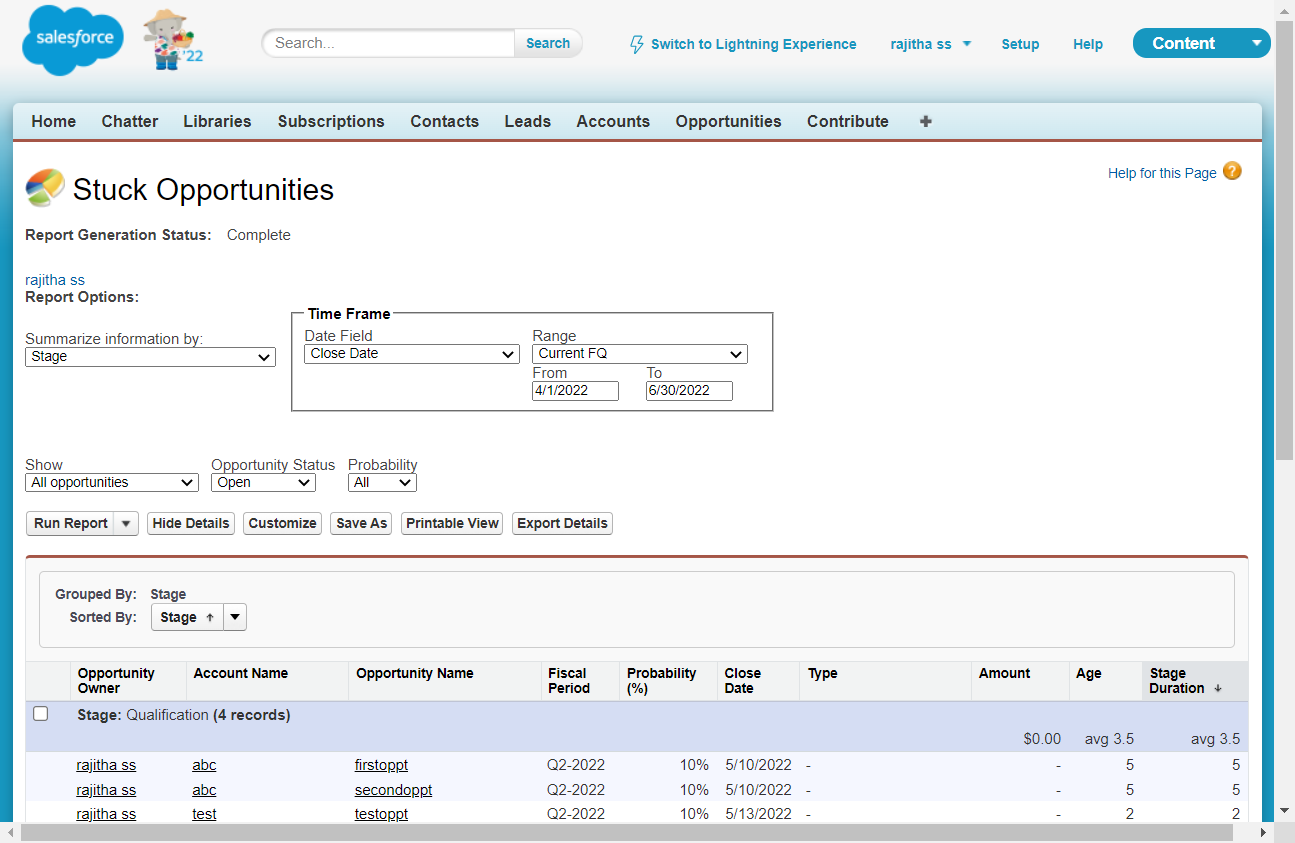 salesforce
'22
Search...
Search
Switch to Lightning Experience
rajitha ss
Setup
Help
Content
Home Chatter Libraries Subscriptions Contacts Leads Accounts Opportunities Contribute +
Stuck Opportunities
Help for this Page ?
Report Generation Status: Complete
rajitha ss
Report Options:
Time Frame
Summarize information by:
Stage
Date Field
Close Date
Range
Current FQ
From
4/1/2022
To
6/30/2022
Show
All opportunities
Opportunity Status
Open
Probability
All
Run Report Hide Details Customize Save As Printable View Export Details
Grouped By: Stage
Sorted By: Stage ↑
Opportunity Owner Account Name Opportunity Name Fiscal Period Probability (%) Close Date Type Amount Age Stage Duration ↓
Stage: Qualification (4 records)
$0.00 avg 3.5 avg 3.5
rajitha ss abc firstoppt Q2-2022 10% 5/10/2022 - - 5 5
rajitha ss abc secondoppt Q2-2022 10% 5/10/2022 - - 5 5
rajitha ss test testoppt Q2-2022 10% 5/13/2022 - - 2 2